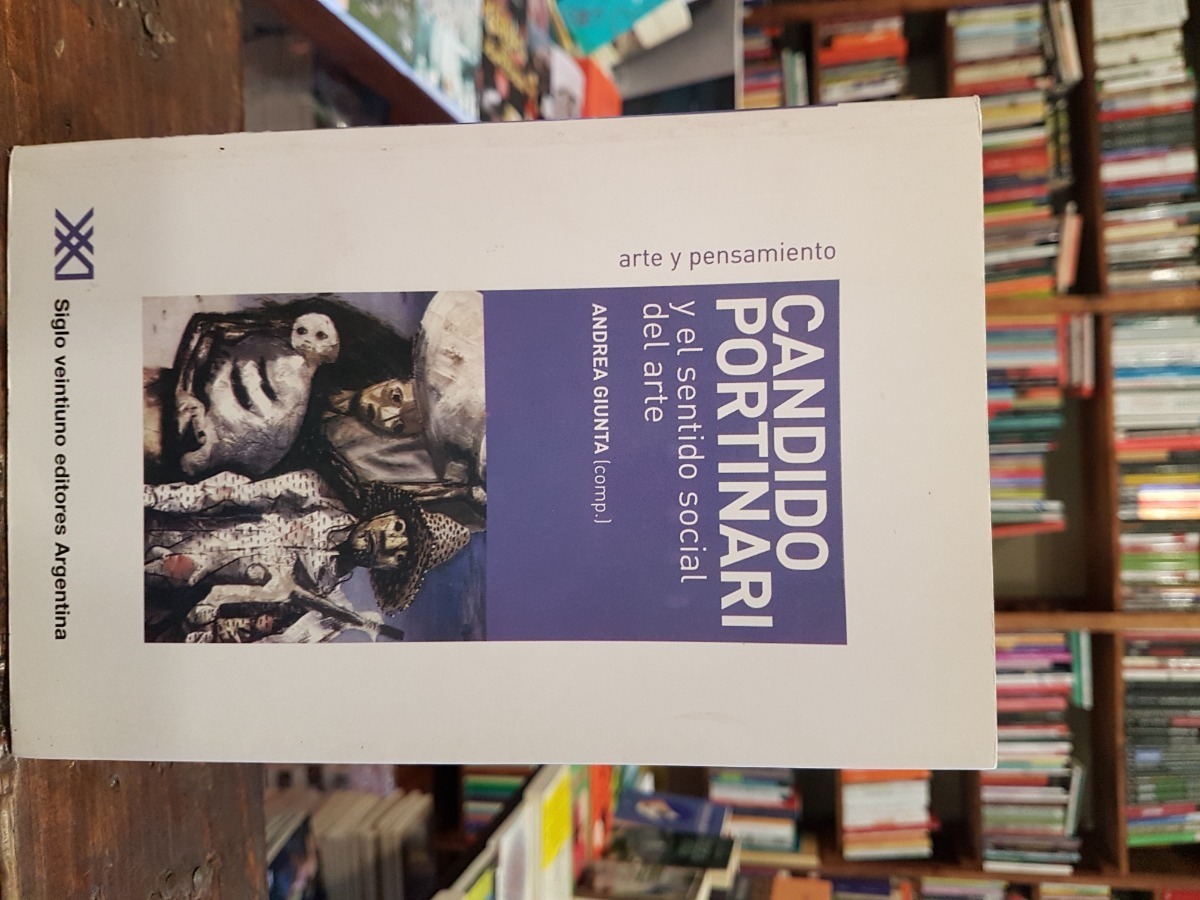 arte y pensamiento
CANDIDO
PORTINARI
y el sentido social
del arte
ANDREA GIUNTA (comp.)
Siglo veintiuno editores Argentina